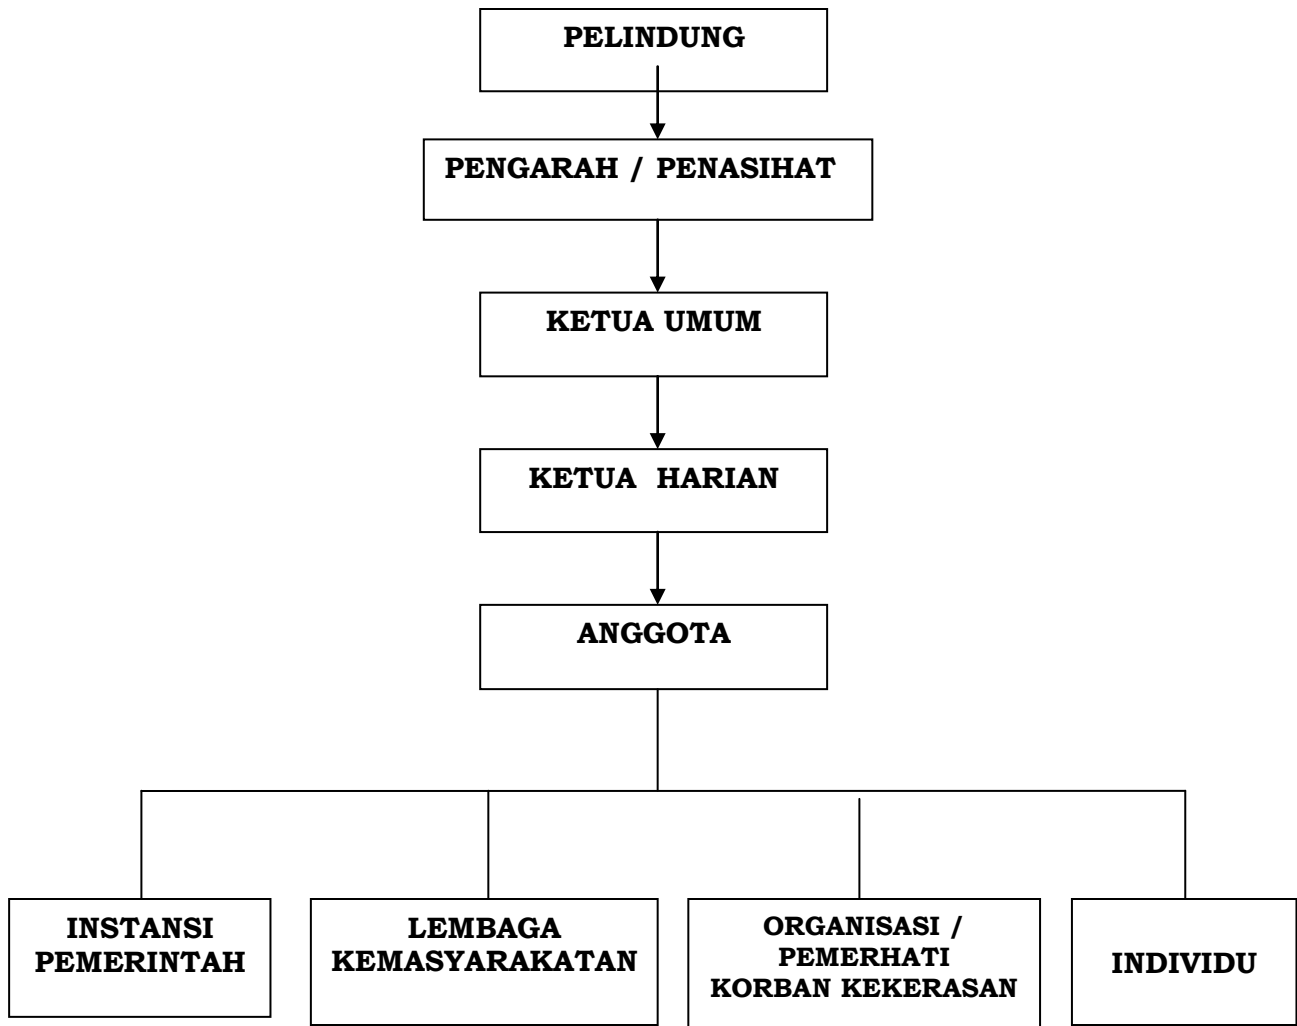 PELINDUNG
PENGARAH / PENASIHAT
KETUA UMUM
KETUA HARIAN
ANGGOTA
INSTANSI
PEMERINTAH
LEMBAGA
KEMASYARAKATAN
ORGANISASI /
PEMERHATI
KORBAN KEKERASAN
INDIVIDU